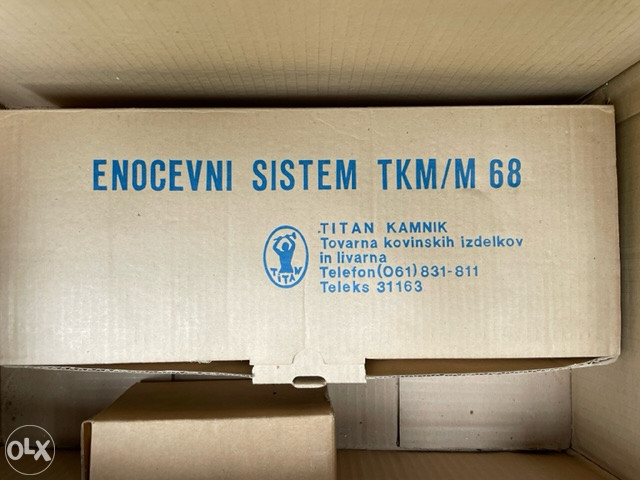 ENOCEVNI SISTEM TKM/M 68
TITAN KAMNIK
Tovarna kovinskih izdelkov
in livarna
Telefon(061)831-811
Teleks 31163
TITAN
OLX